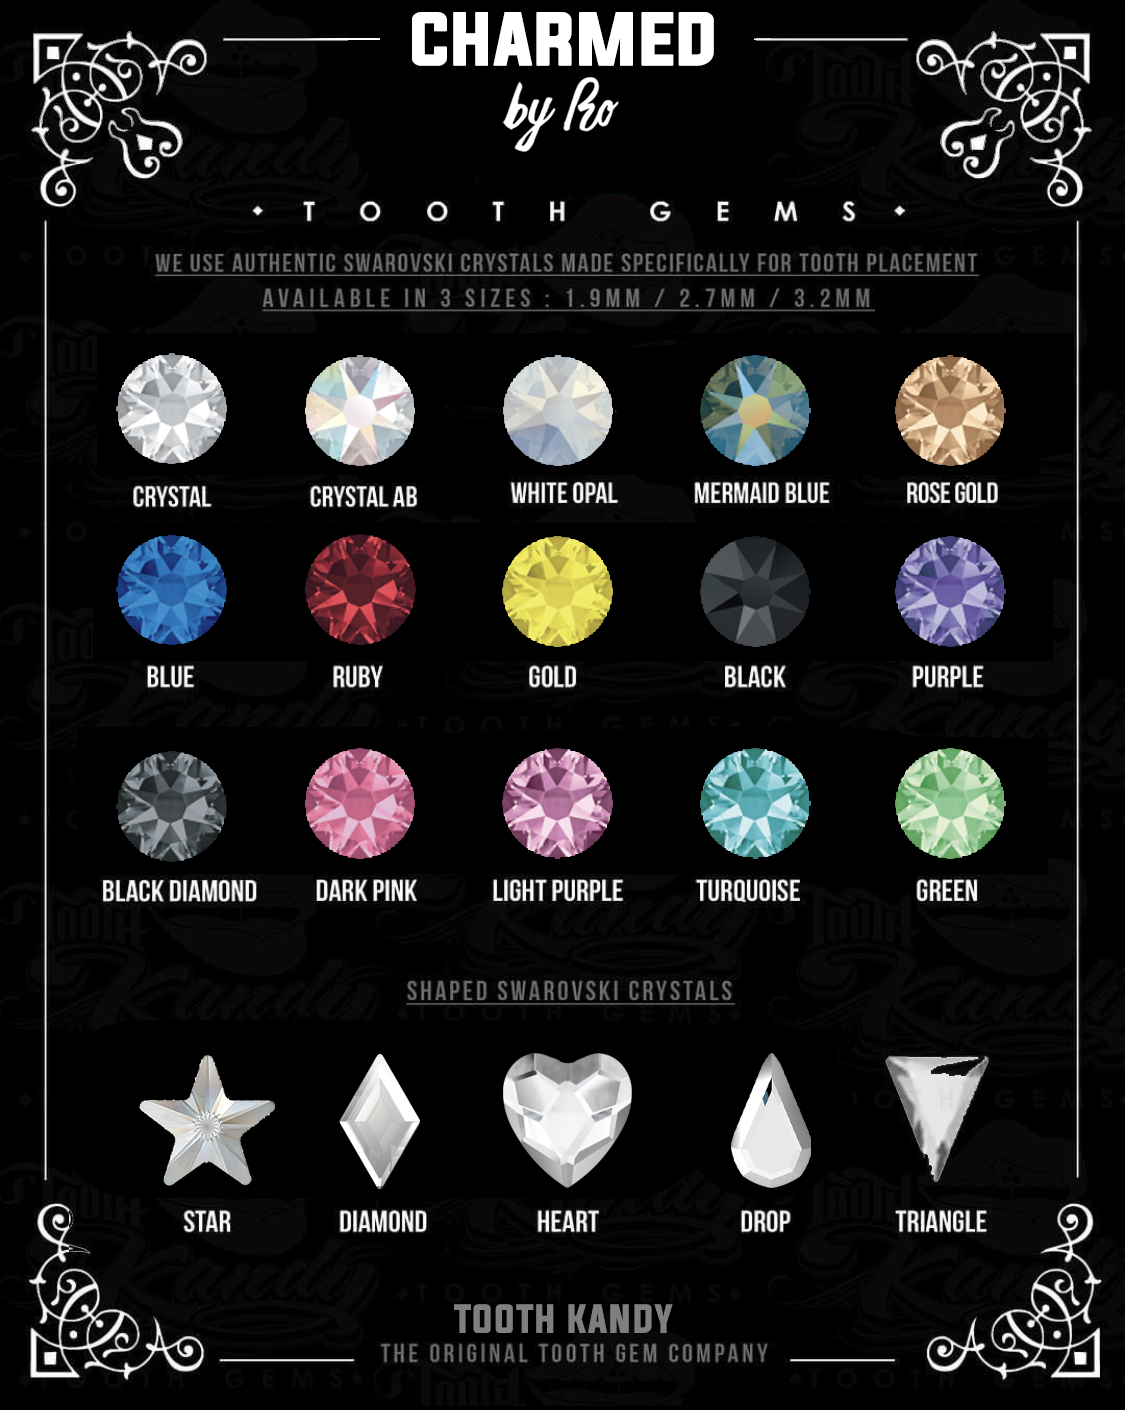 CHARMED
by Ro
TOOTH GEMS
WE USE AUTHENTIC SWAROVSKI CRYSTALS MADE SPECIFICALLY FOR TOOTH PLACEMENT
AVAILABLE IN 3 SIZES : 1.9MM / 2.7MM / 3.2MM
CRYSTAL CRYSTAL AB WHITE OPAL MERMAID BLUE ROSE GOLD
BLUE RUBY GOLD BLACK PURPLE
BLACK DIAMOND DARK PINK LIGHT PURPLE TURQUOISE GREEN
SHAPED SWAROVSKI CRYSTALS
STAR DIAMOND HEART DROP TRIANGLE
TOOTH KANDY
THE ORIGINAL TOOTH GEM COMPANY